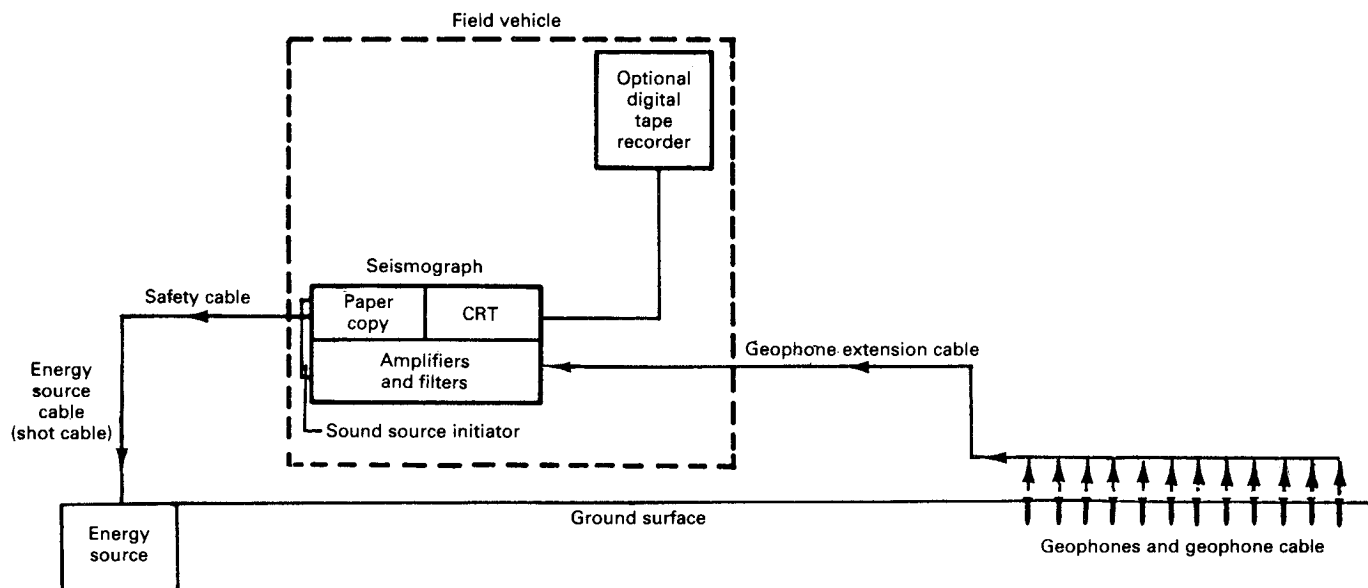 Field vehicle
Optional
digital
tape
recorder
Seismograph
Safety cable
Paper
copy
CRT
Geophone extension cable
Amplifiers
and filters
Energy
source
cable
(shot cable)
Sound source initiator
Ground surface
Energy
source
Geophones and geophone cable